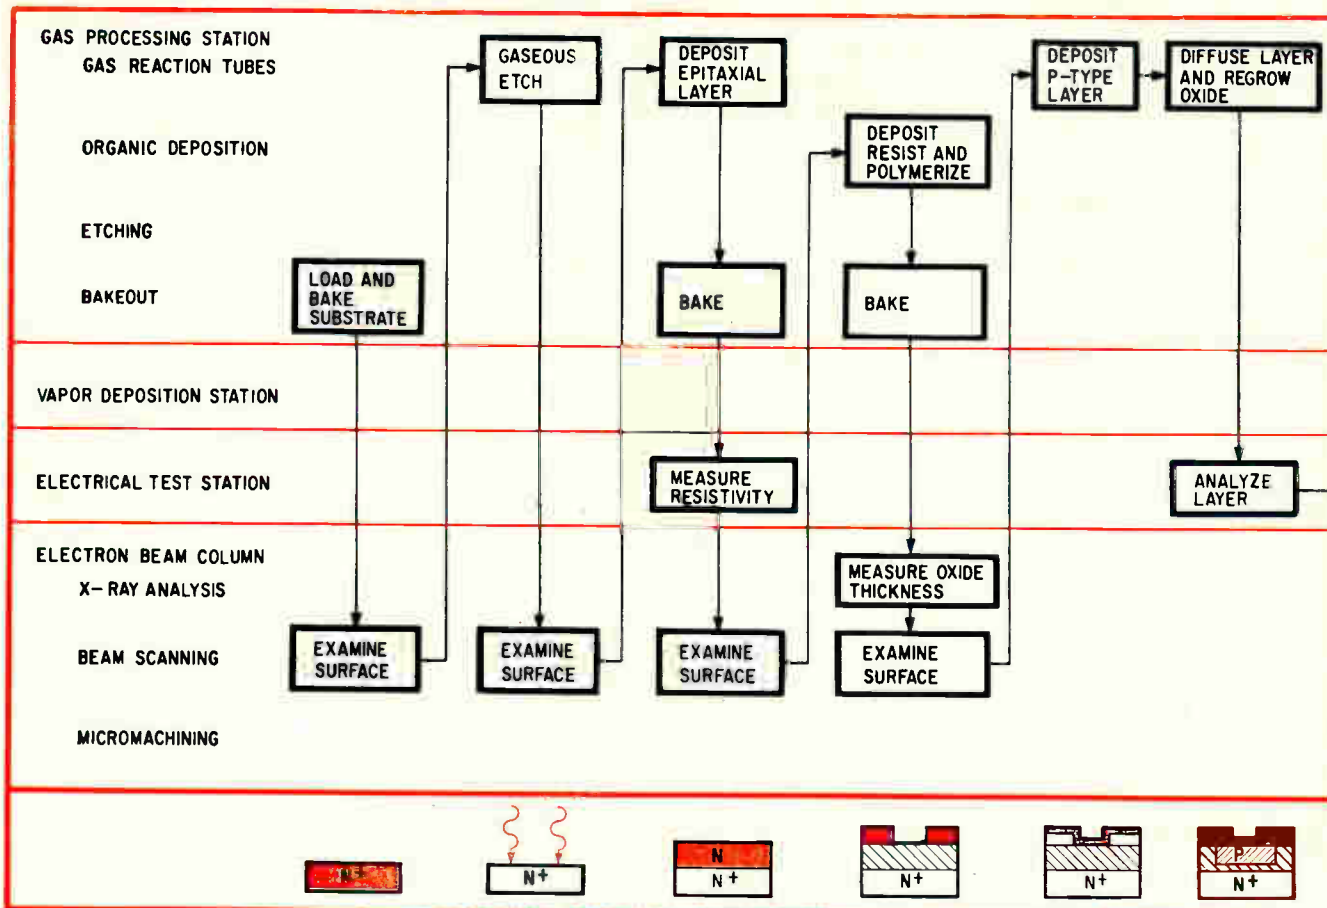 GAS PROCESSING STATION
GAS REACTION TUBES
GASEOUS
ETCH
DEPOSIT
EPITAXIAL
LAYER
DEPOSIT
P-TYPE
LAYER
DIFFUSE LAYER
AND REGROW
OXIDE
ORGANIC DEPOSITION
DEPOSIT
RESIST AND
POLYMERIZE
ETCHING
BAKEOUT
LOAD AND
BAKE
SUBSTRATE
BAKE
BAKE
VAPOR DEPOSITION STATION
ELECTRICAL TEST STATION
MEASURE
RESISTIVITY
ANALYZE
LAYER
ELECTRON BEAM COLUMN
X-RAY ANALYSIS
MEASURE OXIDE
THICKNESS
BEAM SCANNING
EXAMINE
SURFACE
EXAMINE
SURFACE
EXAMINE
SURFACE
EXAMINE
SURFACE
MICROMACHINING
N+
N+
N
N+
N+
N+
P
N+